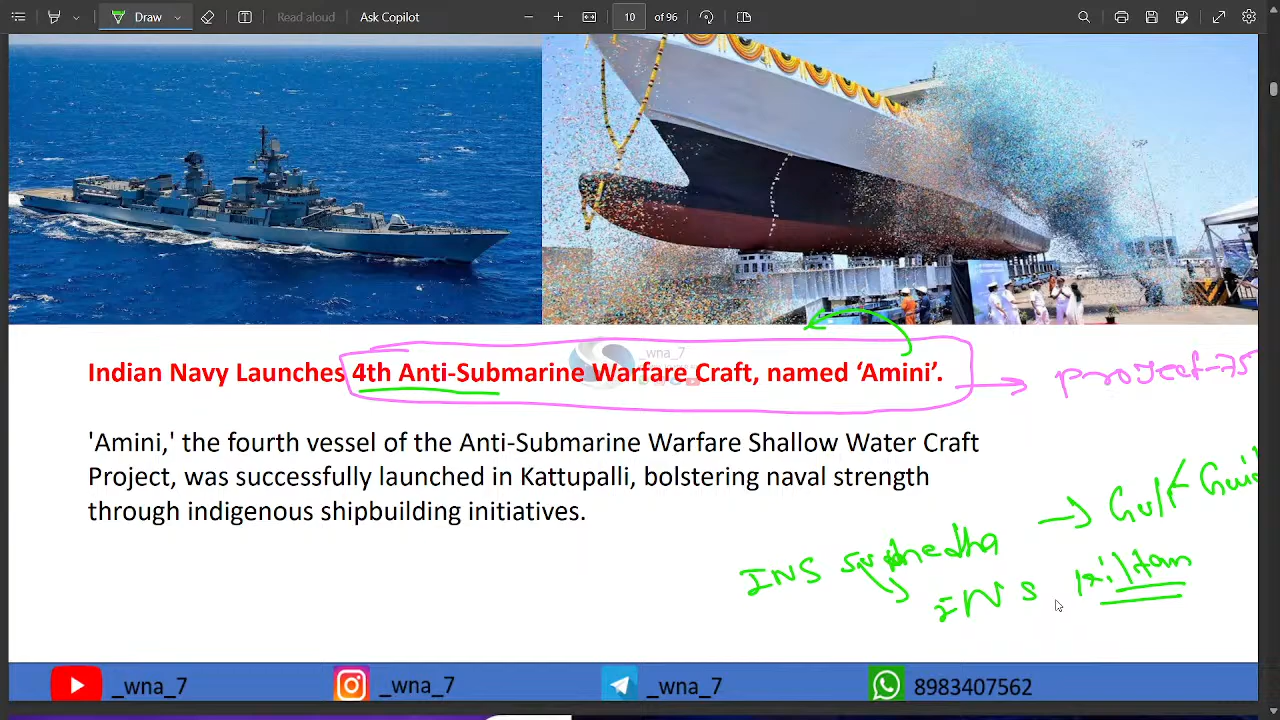 Draw
Read aloud
Ask Copilot
10 of 96
_wna_7
Indian Navy Launches 4th Anti-Submarine Warfare Craft, named ‘Amini’.
Project-75
'Amini,' the fourth vessel of the Anti-Submarine Warfare Shallow Water Craft
Project, was successfully launched in Kattupalli, bolstering naval strength
through indigenous shipbuilding initiatives.
Gulf
INS
INS Kiltan
_wna_7
_wna_7
_wna_7
8983407562